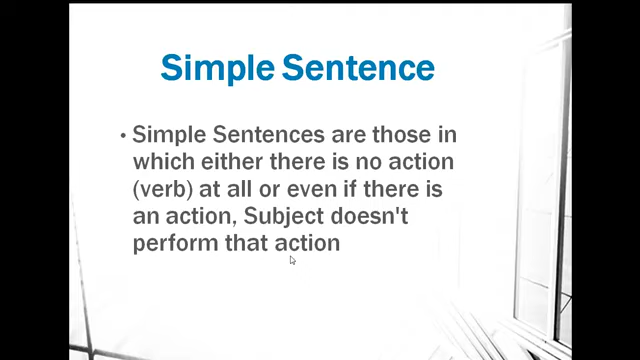 Simple Sentence
• Simple Sentences are those in
which either there is no action
(verb) at all or even if there is
an action, Subject doesn't
perform that action